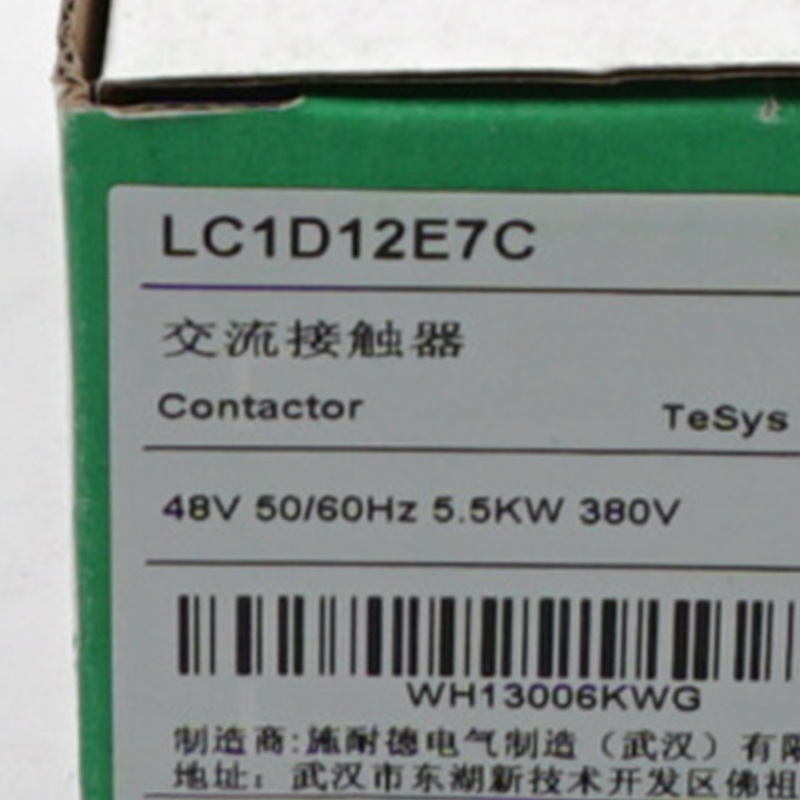 LC1D12E7C
交流接触器
Contactor TeSys
48V 50/60Hz 5.5KW 380V
WH13006KWG
制造商:施耐德电气制造（武汉）有限
地址：武汉市东湖新技术开发区佛祖